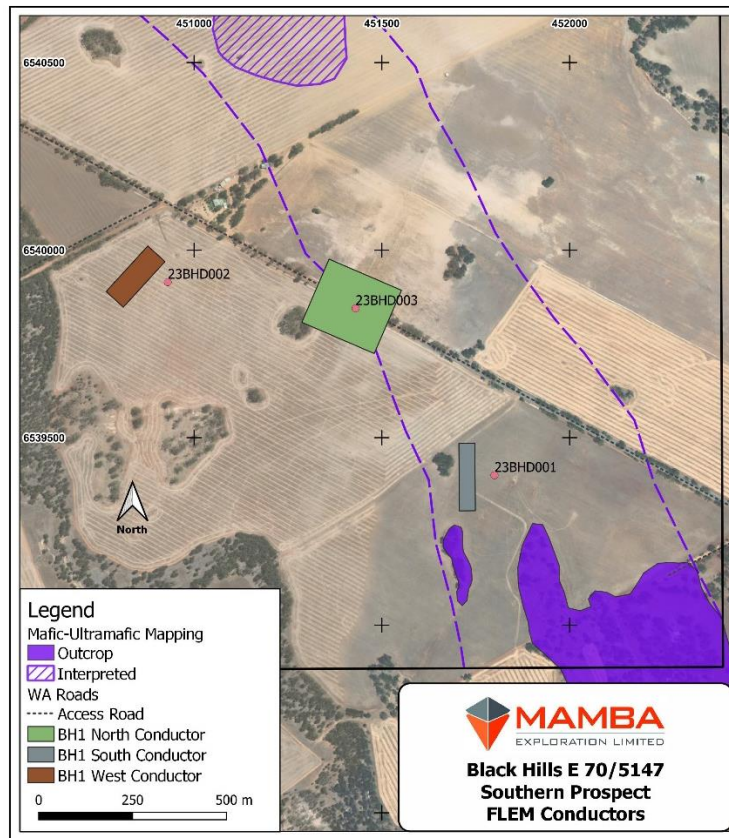 451000
451500
452000
6540500
6540000
23BHD002
23BHD003
6539500
23BHD001
North
Legend
Mafic-Ultramafic Mapping
Outcrop
Interpreted
WA Roads
Access Road
BH1 North Conductor
BH1 South Conductor
BH1 West Conductor
0 250 500 m
MAMBA
EXPLORATION LIMITED
Black Hills E 70/5147
Southern Prospect
FLEM Conductors